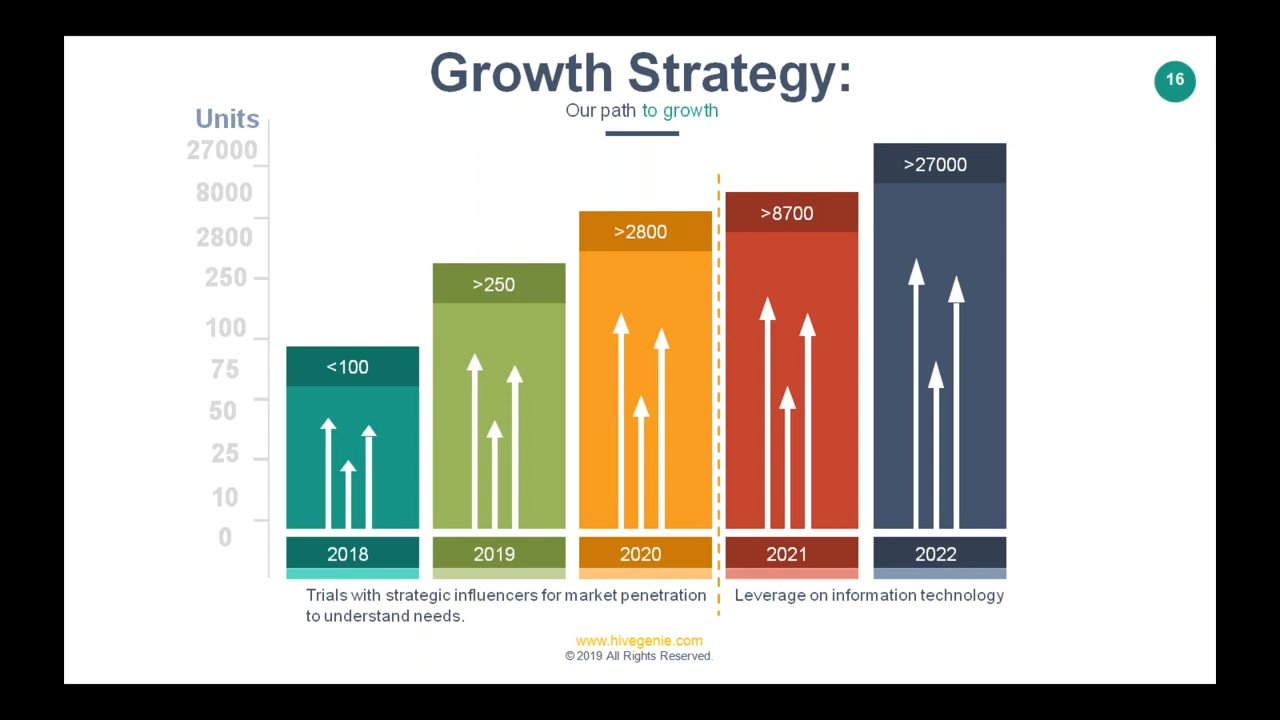 Growth Strategy:
16
Our path to growth
Units
27000
8000
2800
250
100
75
50
25
10
0
<100
>250
>2800
>8700
>27000
2018
2019
2020
2021
2022
Trials with strategic influencers for market penetration
to understand needs.
Leverage on information technology
www.hivegenie.com
©2019 All Rights Reserved.